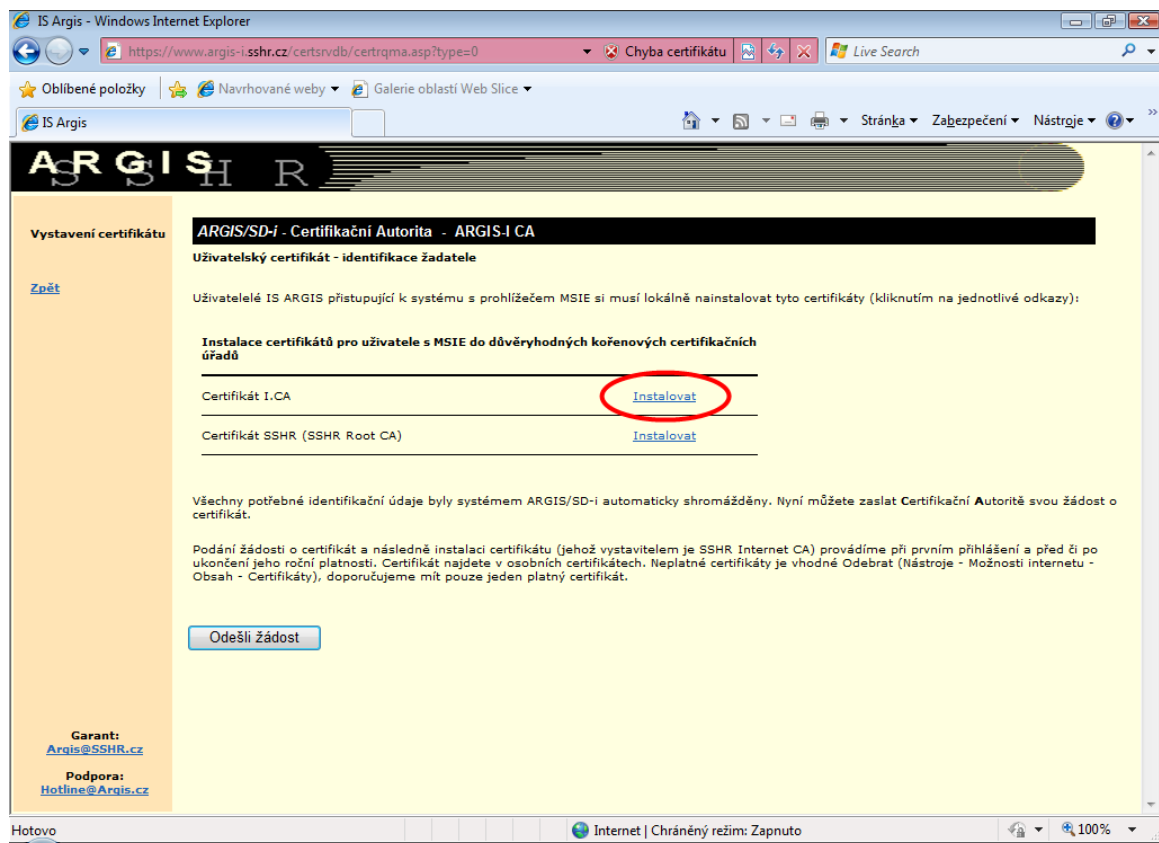 IS Argis - Windows Internet Explorer
https://www.argis-i.sshr.cz/certsrvdb/certrqma.asp?type=0
Chyba certifikátu
Live Search
Oblíbené položky
Navrhované weby
Galerie oblastí Web Slice
IS Argis
Stránka
Zabezpečení
Nástroje
ARGIS
SSHR
Vystavení certifikátu
Zpět
ARGIS/SD-i - Certifikační Autorita - ARGIS-I CA
Uživatelský certifikát - identifikace žadatele
Uživatelelé IS ARGIS přistupující k systému s prohlížečem MSIE si musí lokálně nainstalovat tyto certifikáty (kliknutím na jednotlivé odkazy):
Instalace certifikátů pro uživatele s MSIE do důvěryhodných kořenových certifikačních
úřadů
Certifikát I.CA Instalovat
Certifikát SSHR (SSHR Root CA) Instalovat
Všechny potřebné identifikační údaje byly systémem ARGIS/SD-i automaticky shromážděny. Nyní můžete zaslat Certifikační Autoritě svou žádost o
certifikát.
Podání žádosti o certifikát a následně instalaci certifikátu (jehož vystavitelem je SSHR Internet CA) provádíme při prvním přihlášení a před či po
ukončení jeho roční platnosti. Certifikát najdete v osobních certifikátech. Neplatné certifikáty je vhodné Odebrat (Nástroje - Možnosti internetu -
Obsah - Certifikáty), doporučujeme mít pouze jeden platný certifikát.
Odešli žádost
Garant:
Argis@SSHR.cz
Podpora:
Hotline@Argis.cz
Hotovo
Internet | Chráněný režim: Zapnuto
100%